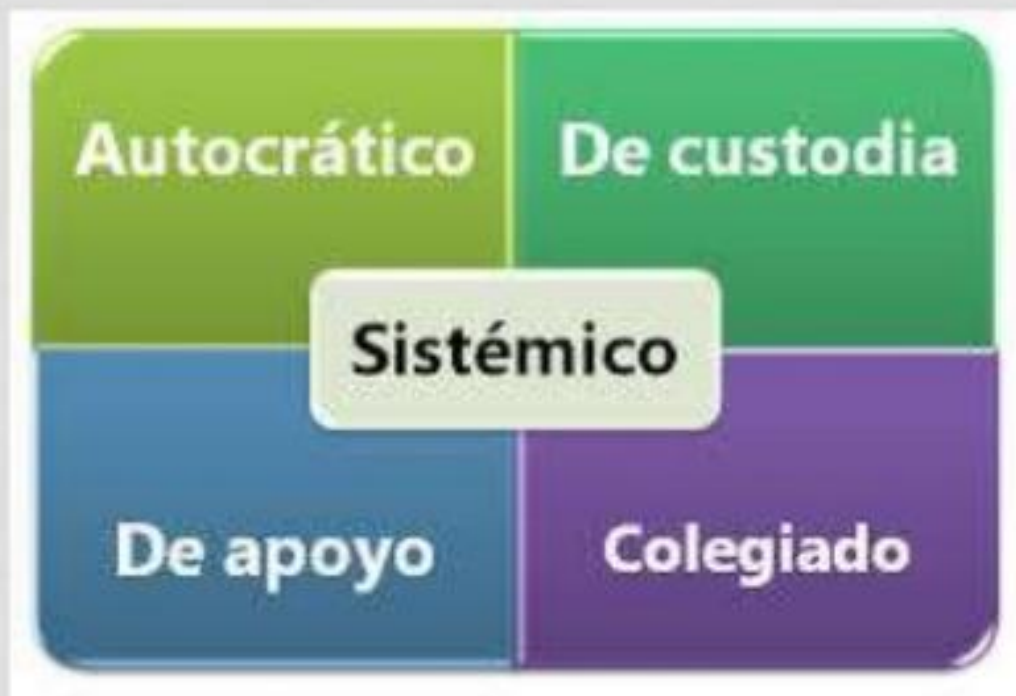 Autocrático
De custodia
Sistémico
De apoyo
Colegiado